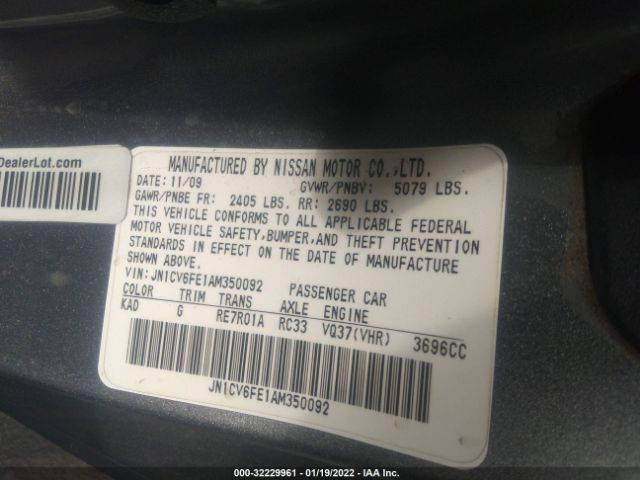 DealerLot.com
MANUFACTURED BY NISSAN MOTOR CO.,LTD.
DATE: 11/09 GVWR/PNBV: 5079 LBS.
GAWR/PNBE FR: 2405 LBS. RR: 2690 LBS.
THIS VEHICLE CONFORMS TO ALL APPLICABLE FEDERAL
MOTOR VEHICLE SAFETY,BUMPER,AND THEFT PREVENTION
STANDARDS IN EFFECT ON THE DATE OF MANUFACTURE
SHOWN ABOVE.
VIN:JN1CV6FE1AM350092 PASSENGER CAR
COLOR TRIM TRANS AXLE ENGINE
KAD G RE7R01A RC33 VQ37(VHR) 3696CC
JN1CV6FE1AM350092
000-32229961 - 01/19/2022 - IAA Inc.